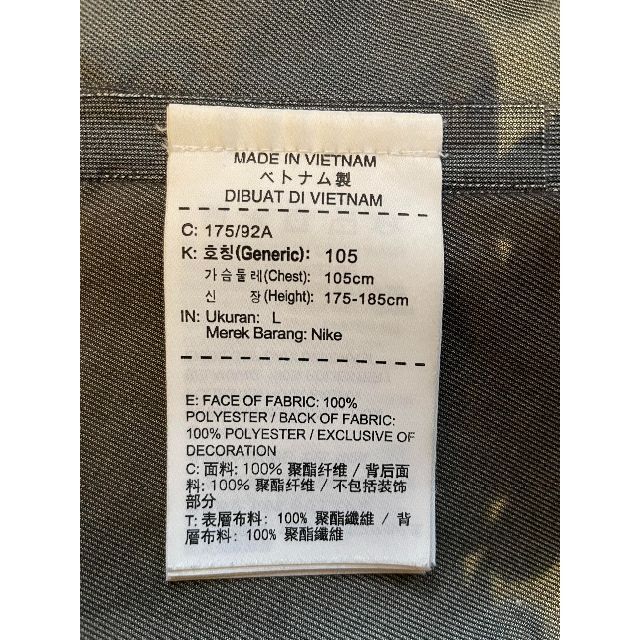 MADE IN VIETNAM
ベトナム製
DIBUAT DI VIETNAM
C: 175/92A
K: 호칭(Generic): 105
가슴둘레(Chest): 105cm
신 장(Height): 175-185cm
IN: Ukuran: L
Merek Barang: Nike
E: FACE OF FABRIC: 100%
POLYESTER / BACK OF FABRIC:
100% POLYESTER / EXCLUSIVE OF
DECORATION
C: 面料: 100% 聚酯纤维 / 背后面
料: 100% 聚酯纤维 / 不包括装饰
部分
T: 表層布料: 100% 聚酯纖維 / 背
層布料: 100% 聚酯纖維